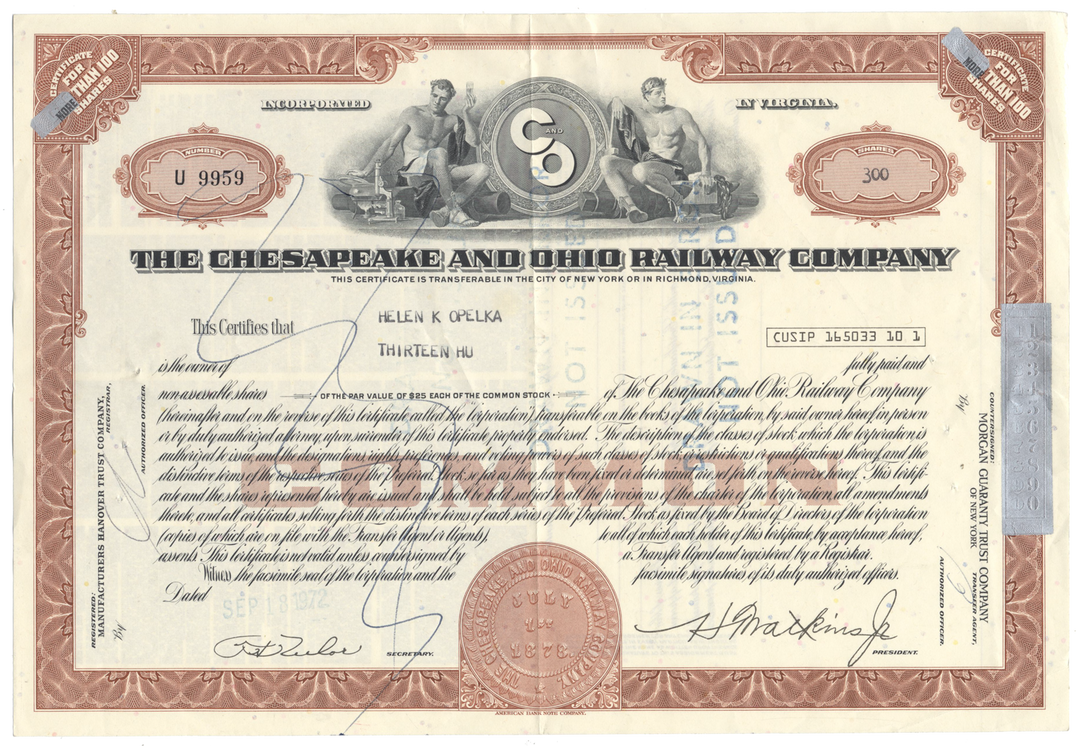 CERTIFICATE
FOR
MORE THAN 100
SHARES
CERTIFICATE
FOR
MORE THAN 100
SHARES
INCORPORATED
IN VIRGINIA.
C AND O
NUMBER
U 9959
SHARES
300
THE CHESAPEAKE AND OHIO RAILWAY COMPANY
THIS CERTIFICATE IS TRANSFERABLE IN THE CITY OF NEW YORK OR IN RICHMOND, VIRGINIA.
This Certifies that
HELEN K OPELKA
THIRTEEN HU
CUSIP 165033 10 1
is the owner of
fully paid and
non assessable shares
OF THE PAR VALUE OF $25 EACH OF THE COMMON STOCK
of The Chesapeake and Ohio Railway Company
(hereinafter and on the reverse of this Certificate called the Corporation), transferable on the books of the Corporation, by said owner hereof in person
or by duly authorized attorney, upon surrender of this certificate properly endorsed. The description of the classes of stock which the Corporation is
authorized to issue, and the designations, rights, preferences, and voting powers of such classes of stock, restrictions or qualifications thereof, and the
distinctive terms of the several series of the Preferred Stock so far as they have been fixed or determined, are set forth on the reverse hereof. This Certif-
icate and the shares represented hereby are issued and shall be held subject to all the provisions of the charter of the Corporation, all amendments
thereto, and all certificates setting forth the distinctive terms of each series of the Preferred Stock as fixed by the Board of Directors of the Corporation
(copies of which are on file with the Transfer Agent or Agents), to all of which each holder of this certificate, by acceptance hereof,
assents. This Certificate is not valid unless countersigned by a Transfer Agent and registered by a Registrar.
Witness the facsimile seal of the Corporation and the facsimile signatures of its duly authorized officers.
COMMON
Dated
SEP 8 1972
SECRETARY.
THE CHESAPEAKE AND OHIO RAILWAY COMPANY
JULY
1ST
1878.
H Watkins Jr
PRESIDENT.
AMERICAN BANK NOTE COMPANY.
REGISTERED:
MANUFACTURERS HANOVER TRUST COMPANY,
REGISTRAR,
By
AUTHORIZED OFFICER.
COUNTERSIGNED:
MORGAN GUARANTY TRUST COMPANY
OF NEW YORK
TRANSFER AGENT,
By
AUTHORIZED OFFICER.
NOT ISSUED